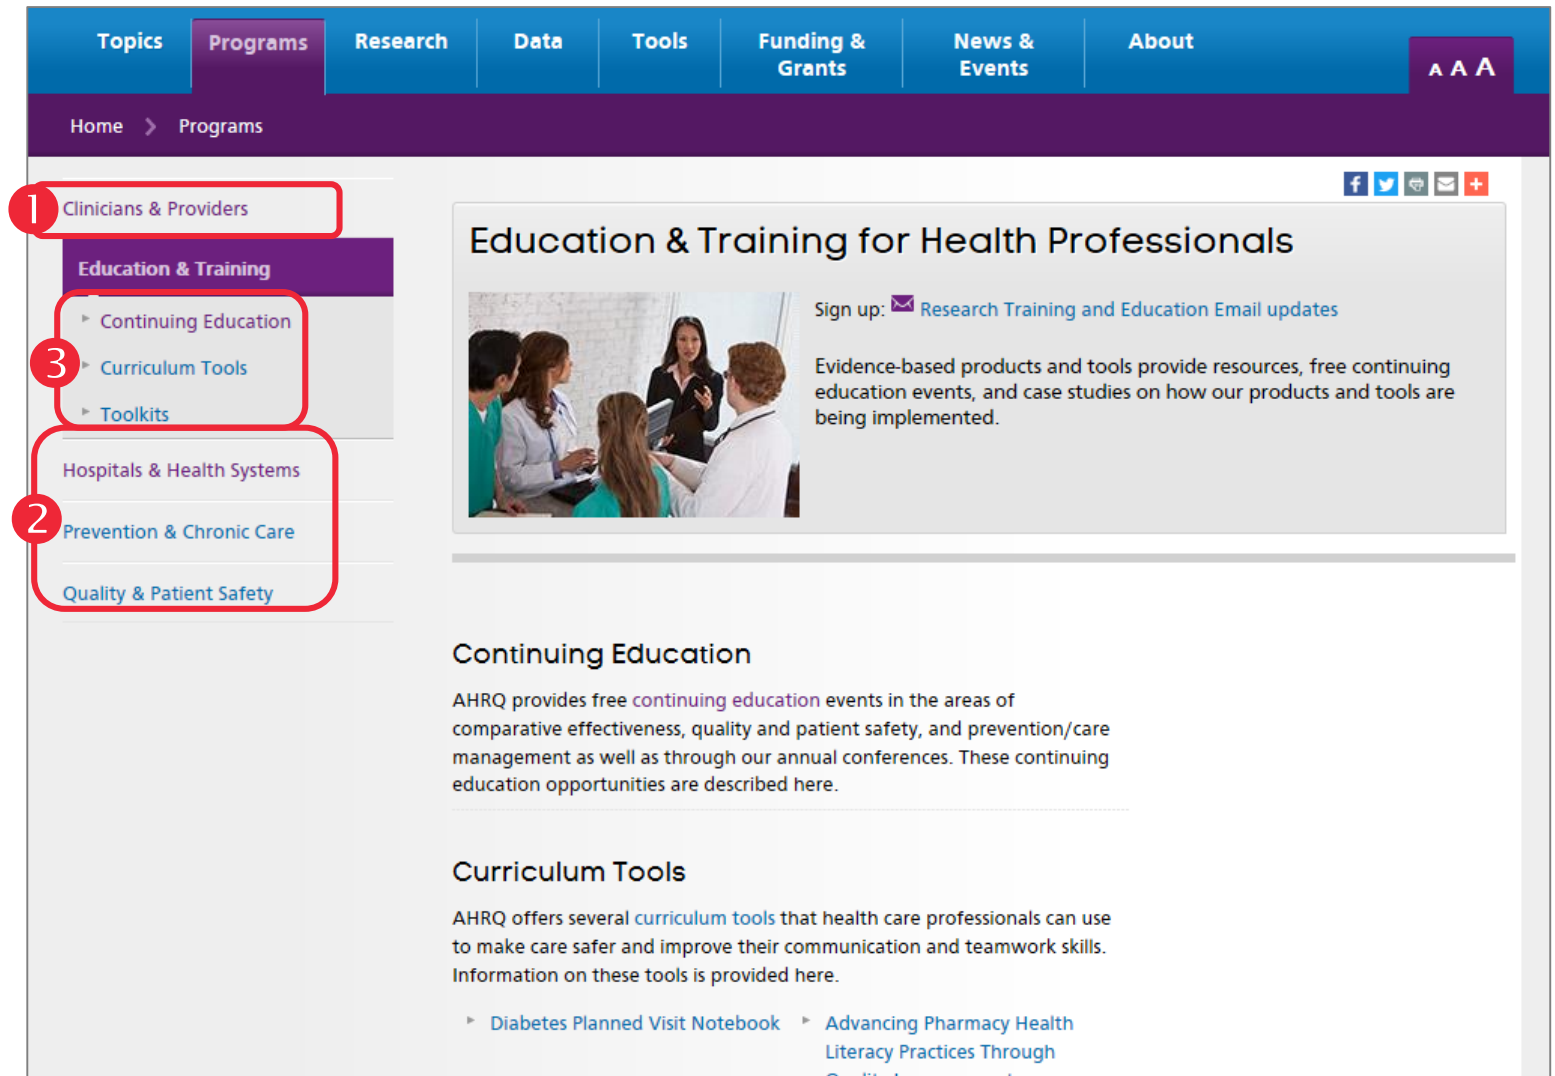 Topics Programs Research Data Tools Funding & News & About
Grants Events
A A A
Home Programs
1
Clinicians & Providers
Education & Training
Continuing Education
3
Curriculum Tools
Toolkits
Hospitals & Health Systems
2
Prevention & Chronic Care
Quality & Patient Safety
Education & Training for Health Professionals
Sign up: Research Training and Education Email updates
Evidence-based products and tools provide resources, free continuing
education events, and case studies on how our products and tools are
being implemented.
Continuing Education
AHRQ provides free continuing education events in the areas of
comparative effectiveness, quality and patient safety, and prevention/care
management as well as through our annual conferences. These continuing
education opportunities are described here.
Curriculum Tools
AHRQ offers several curriculum tools that health care professionals can use
to make care safer and improve their communication and teamwork skills.
Information on these tools is provided here.
Diabetes Planned Visit Notebook
Advancing Pharmacy Health
Literacy Practices Through